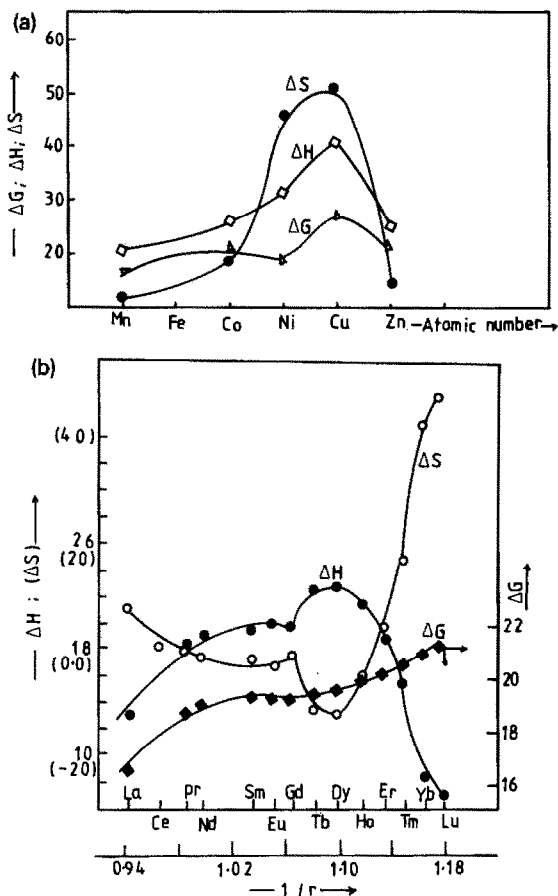 (a)
60
50
40
30
20
ΔG; ΔH; ΔS
ΔS
ΔH
ΔG
Mn Fe Co Ni Cu Zn Atomic number
(b)
(40)
26
(20)
18
(0·0)
10
(-20)
ΔH ; (ΔS)
ΔS
ΔH
ΔG
ΔG
22
20
18
16
La Pr Sm Gd Dy Er Yb
Ce Nd Eu Tb Ho Tm Lu
0·94 1·02 1·10 1·18
1/r